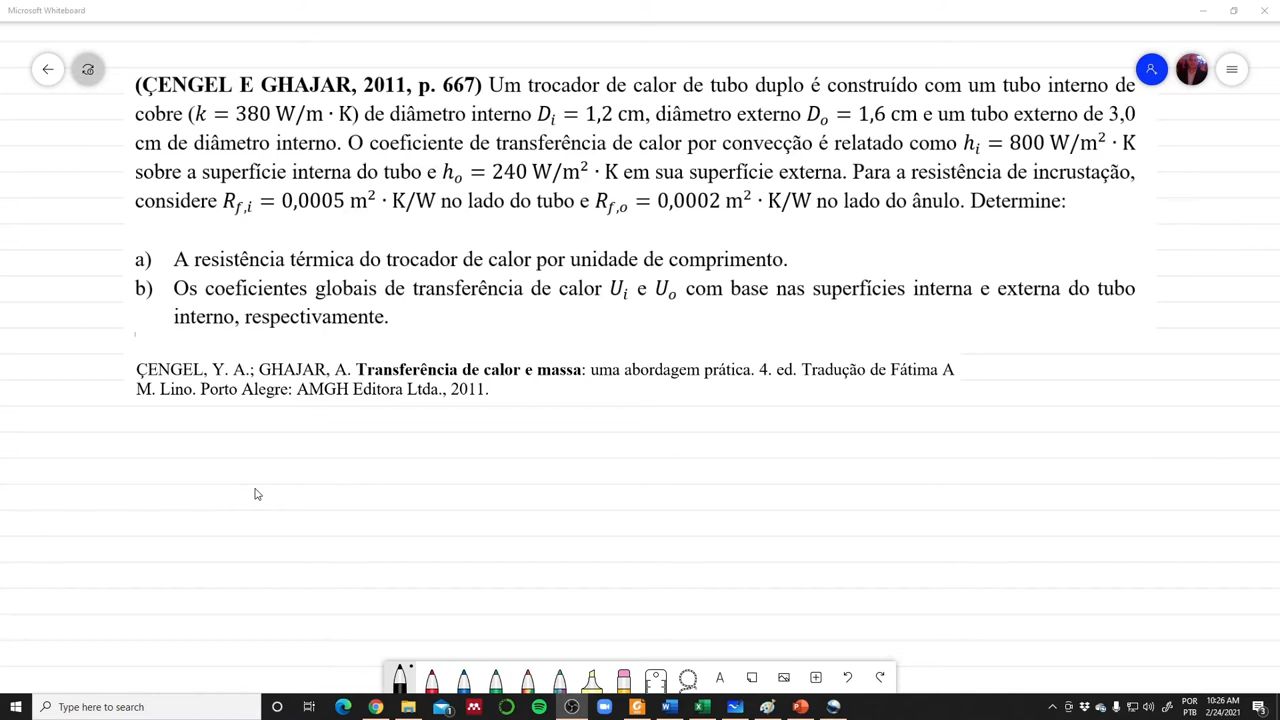 Microsoft Whiteboard
(ÇENGEL E GHAJAR, 2011, p. 667) Um trocador de calor de tubo duplo é construído com um tubo interno de
cobre (k = 380 W/m · K) de diâmetro interno D_i = 1,2 cm, diâmetro externo D_o = 1,6 cm e um tubo externo de 3,0
cm de diâmetro interno. O coeficiente de transferência de calor por convecção é relatado como h_i = 800 W/m² · K
sobre a superfície interna do tubo e h_o = 240 W/m² · K em sua superfície externa. Para a resistência de incrustação,
considere R_f,i = 0,0005 m² · K/W no lado do tubo e R_f,o = 0,0002 m² · K/W no lado do ânulo. Determine:
a) A resistência térmica do trocador de calor por unidade de comprimento.
b) Os coeficientes globais de transferência de calor U_i e U_o com base nas superfícies interna e externa do tubo
interno, respectivamente.
ÇENGEL, Y. A.; GHAJAR, A. Transferência de calor e massa: uma abordagem prática. 4. ed. Tradução de Fátima A
M. Lino. Porto Alegre: AMGH Editora Ltda., 2011.
A
Type here to search
POR
PTB
10:26 AM
2/24/2021